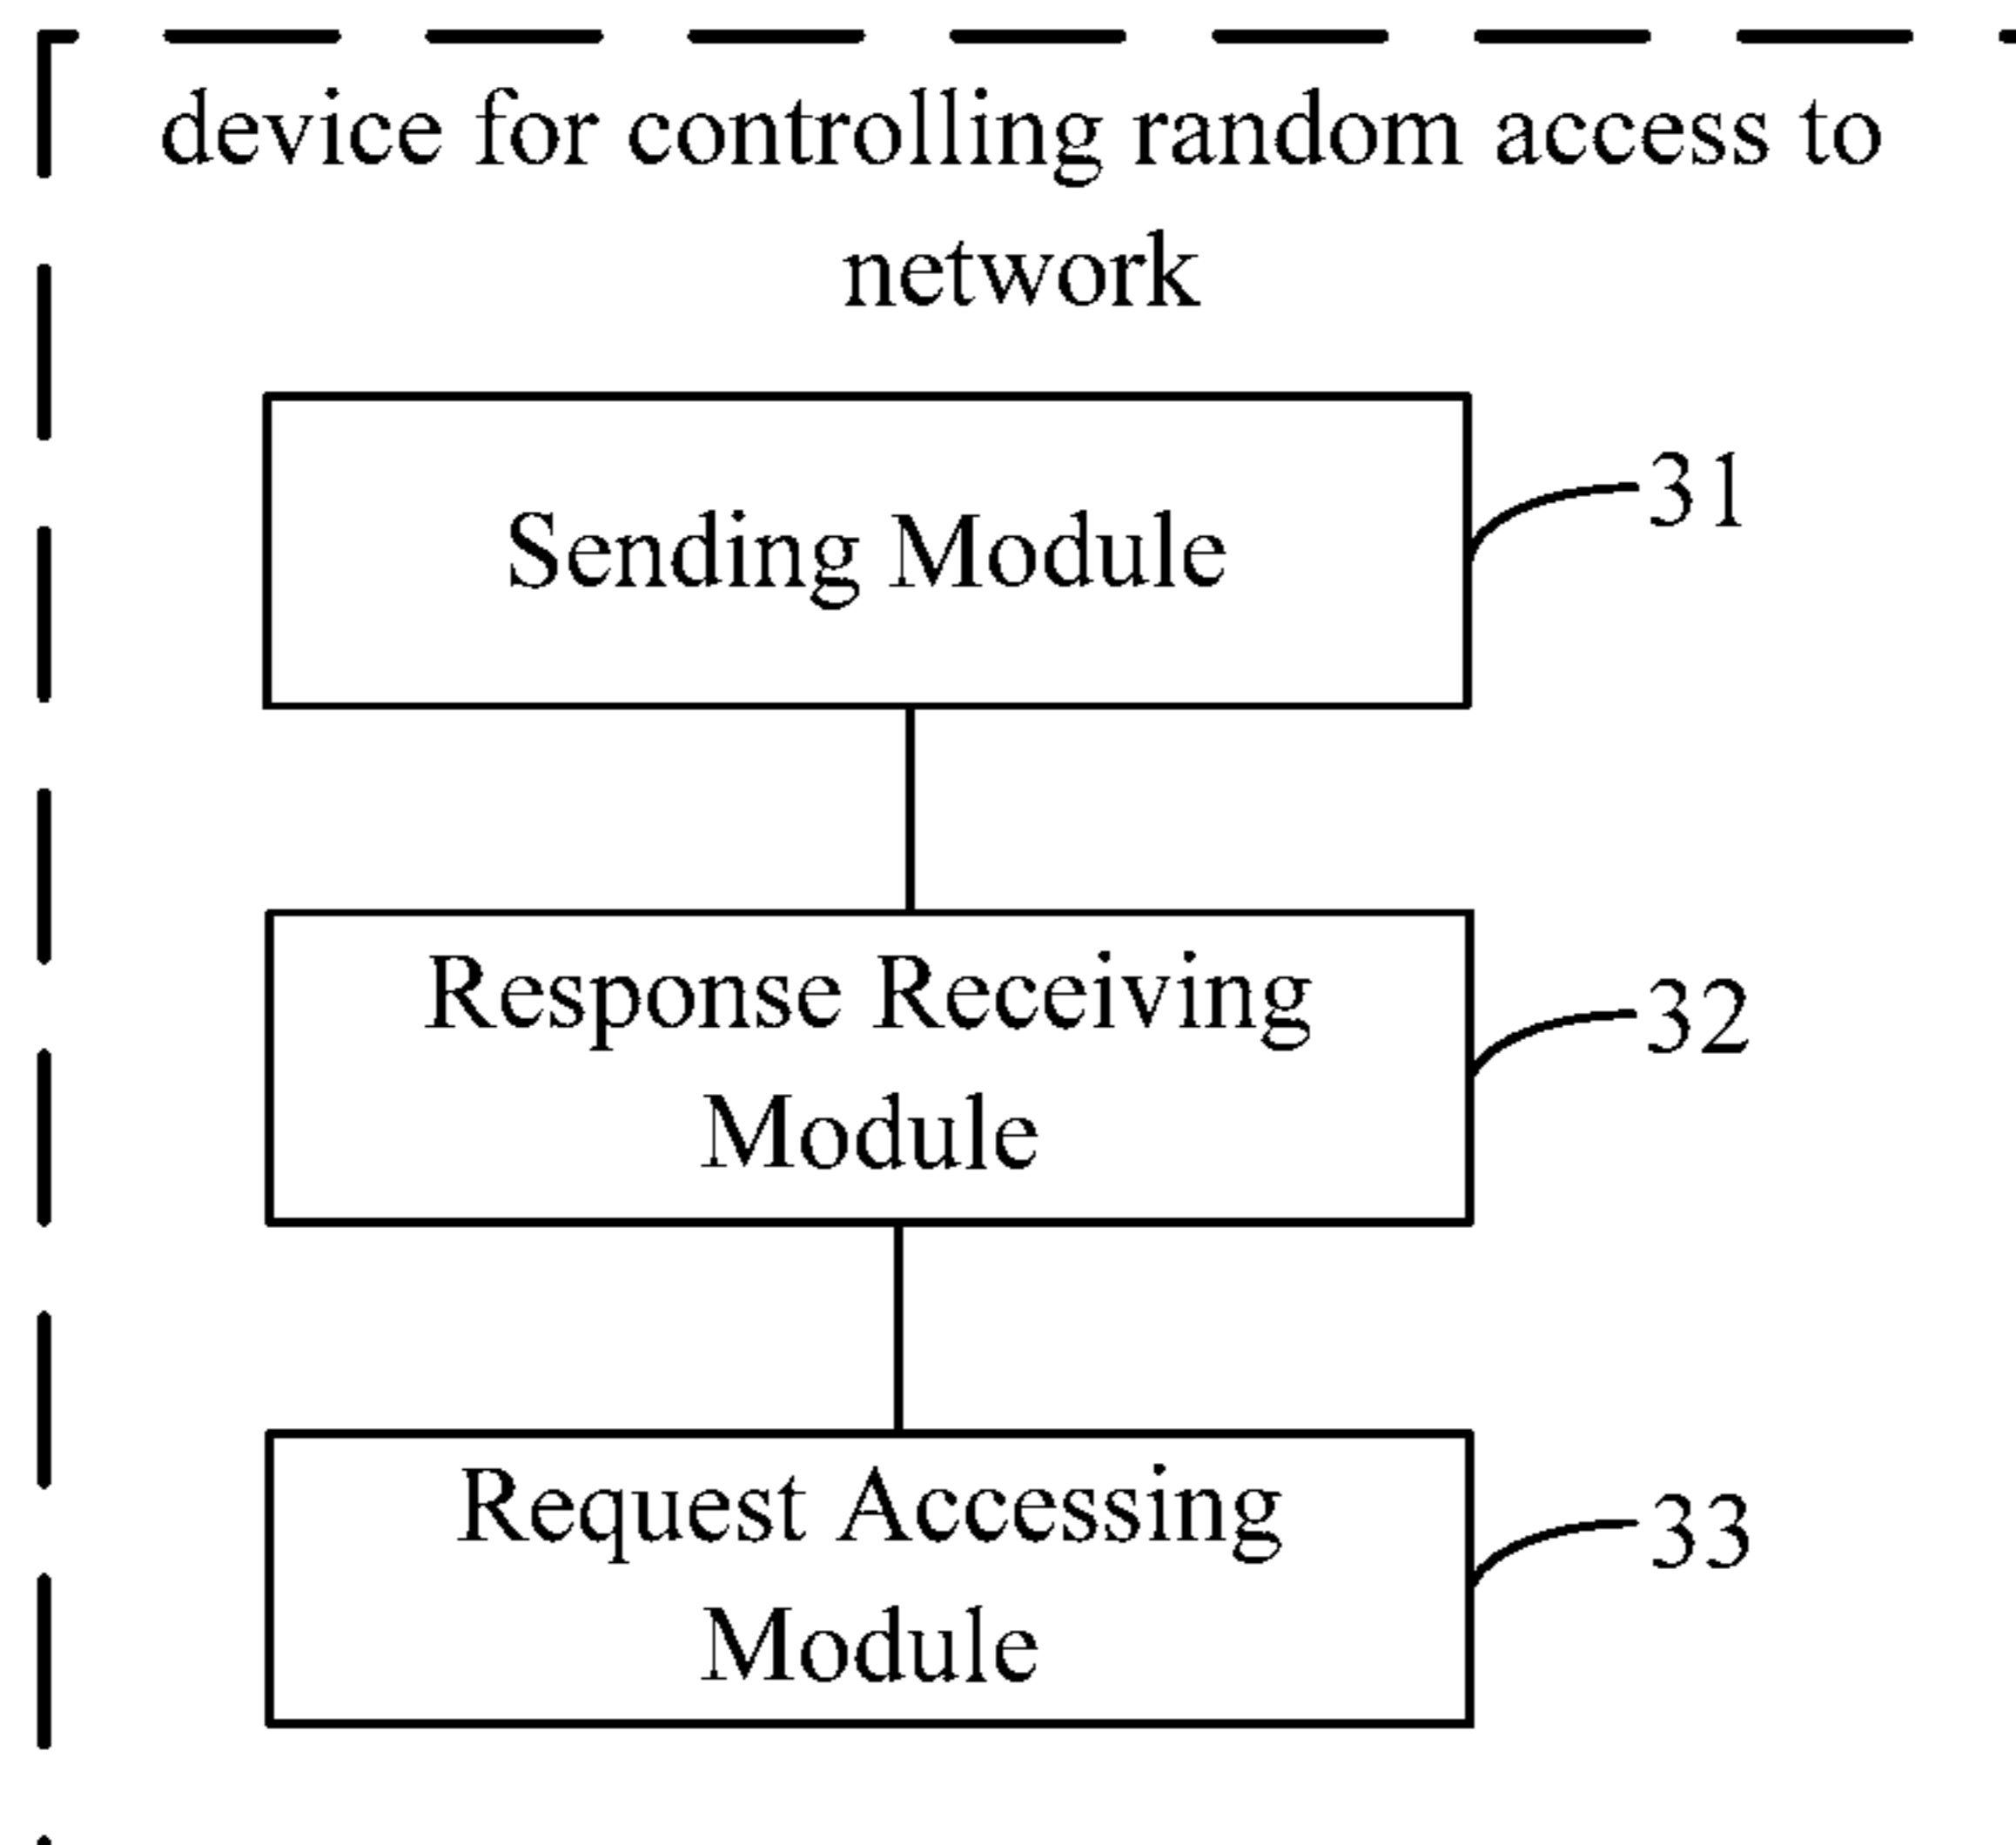 device for controlling random access to
network
Sending Module
31
Response Receiving
Module
32
Request Accessing
Module
33